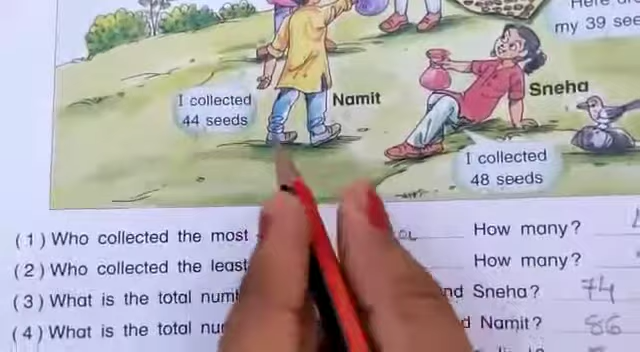 Here
my 39 see
I collected
44 seeds
Namit
Sneha
I collected
48 seeds
(1) Who collected the most How many?
(2) Who collected the least How many?
(3) What is the total num nd Sneha? 74
(4) What is the total nu d Namit? 86